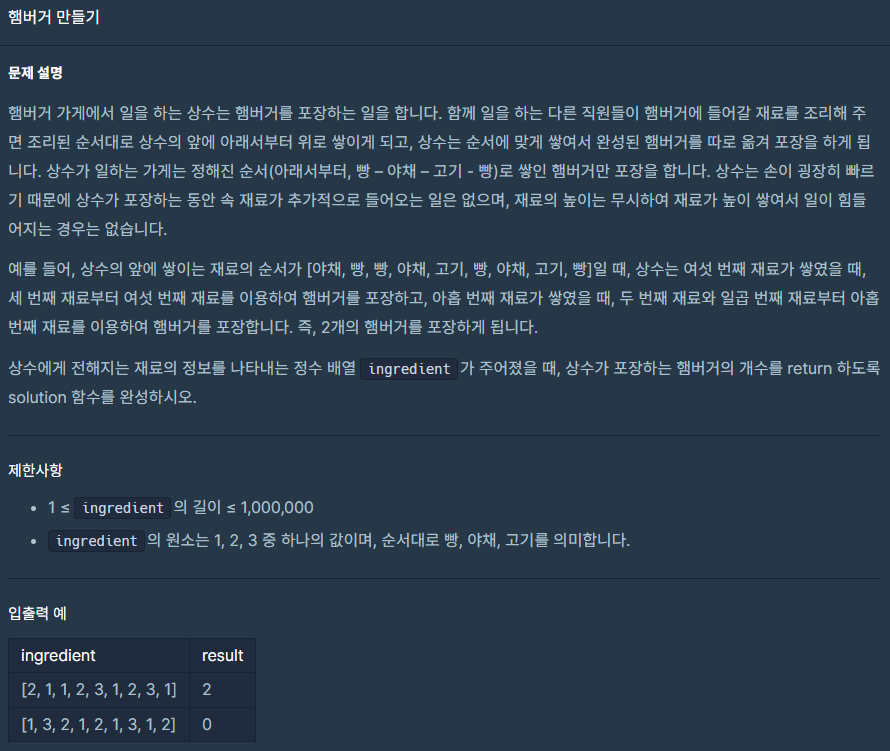 햄버거 만들기
문제 설명
햄버거 가게에서 일을 하는 상수는 햄버거를 포장하는 일을 합니다. 함께 일을 하는 다른 직원들이 햄버거에 들어갈 재료를 조리해 주
면 조리된 순서대로 상수의 앞에 아래서부터 위로 쌓이게 되고, 상수는 순서에 맞게 쌓여서 완성된 햄버거를 따로 옮겨 포장을 하게 됩
니다. 상수가 일하는 가게는 정해진 순서(아래서부터, 빵 – 야채 – 고기 - 빵)로 쌓인 햄버거만 포장을 합니다. 상수는 손이 굉장히 빠르
기 때문에 상수가 포장하는 동안 속 재료가 추가적으로 들어오는 일은 없으며, 재료의 높이는 무시하여 재료가 높이 쌓여서 일이 힘들
어지는 경우는 없습니다.
예를 들어, 상수의 앞에 쌓이는 재료의 순서가 [야채, 빵, 빵, 야채, 고기, 빵, 야채, 고기, 빵]일 때, 상수는 여섯 번째 재료가 쌓였을 때,
세 번째 재료부터 여섯 번째 재료를 이용하여 햄버거를 포장하고, 아홉 번째 재료가 쌓였을 때, 두 번째 재료와 일곱 번째 재료부터 아홉
번째 재료를 이용하여 햄버거를 포장합니다. 즉, 2개의 햄버거를 포장하게 됩니다.
상수에게 전해지는 재료의 정보를 나타내는 정수 배열 ingredient 가 주어졌을 때, 상수가 포장하는 햄버거의 개수를 return 하도록
solution 함수를 완성하시오.
제한사항
• 1 ≤ ingredient 의 길이 ≤ 1,000,000
• ingredient 의 원소는 1, 2, 3 중 하나의 값이며, 순서대로 빵, 야채, 고기를 의미합니다.
입출력 예
ingredient result
[2, 1, 1, 2, 3, 1, 2, 3, 1] 2
[1, 3, 2, 1, 2, 1, 3, 1, 2] 0